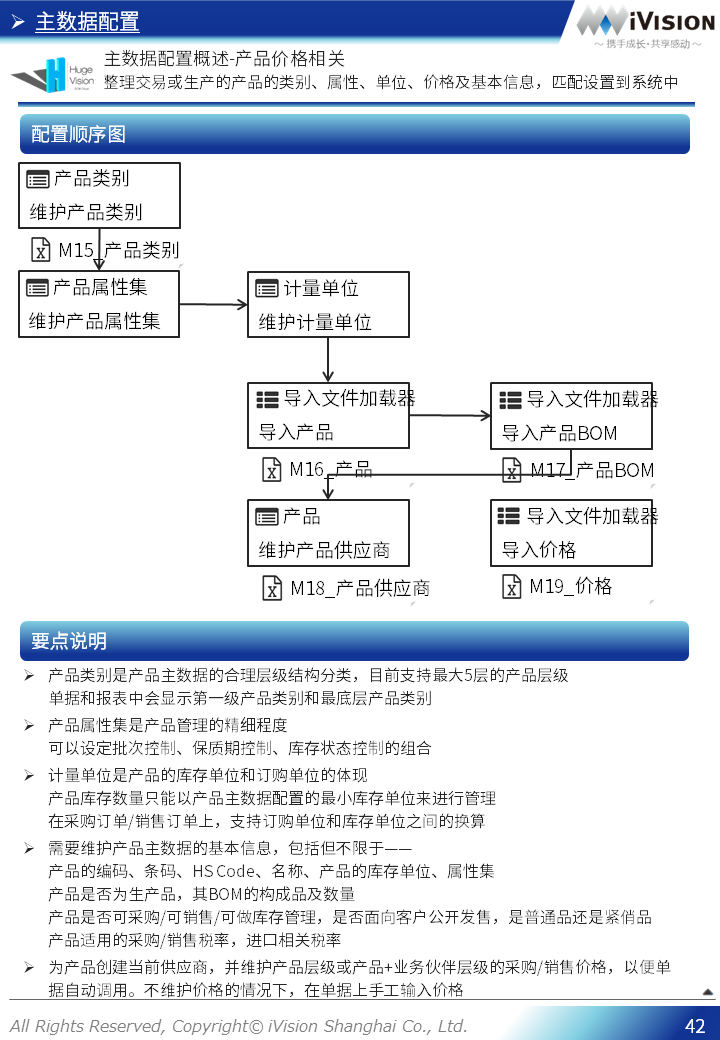 主数据配置
iVision
～ 携手成长·共享感动 ～
Huge
Vision
主数据配置概述-产品价格相关
整理交易或生产的产品的类别、属性、单位、价格及基本信息，匹配设置到系统中
配置顺序图
产品类别
维护产品类别
M15_产品类别
产品属性集
维护产品属性集
计量单位
维护计量单位
导入文件加载器
导入产品
M16_产品
导入文件加载器
导入产品BOM
M17_产品BOM
产品
维护产品供应商
M18_产品供应商
导入文件加载器
导入价格
M19_价格
要点说明
产品类别是产品主数据的合理层级结构分类，目前支持最大5层的产品层级
单据和报表中会显示第一级产品类别和最底层产品类别
产品属性集是产品管理的精细程度
可以设定批次控制、保质期控制、库存状态控制的组合
计量单位是产品的库存单位和订购单位的体现
产品库存数量只能以产品主数据配置的最小库存单位来进行管理
在采购订单/销售订单上，支持订购单位和库存单位之间的换算
需要维护产品主数据的基本信息，包括但不限于——
产品的编码、条码、HS Code、名称、产品的库存单位、属性集
产品是否为生产品，其BOM的构成品及数量
产品是否可采购/可销售/可做库存管理，是否面向客户公开发售，是普通品还是紧俏品
产品适用的采购/销售税率，进口相关税率
为产品创建当前供应商，并维护产品层级或产品+业务伙伴层级的采购/销售价格，以便单
据自动调用。不维护价格的情况下，在单据上手工输入价格
All Rights Reserved, Copyright© iVision Shanghai Co., Ltd.
42